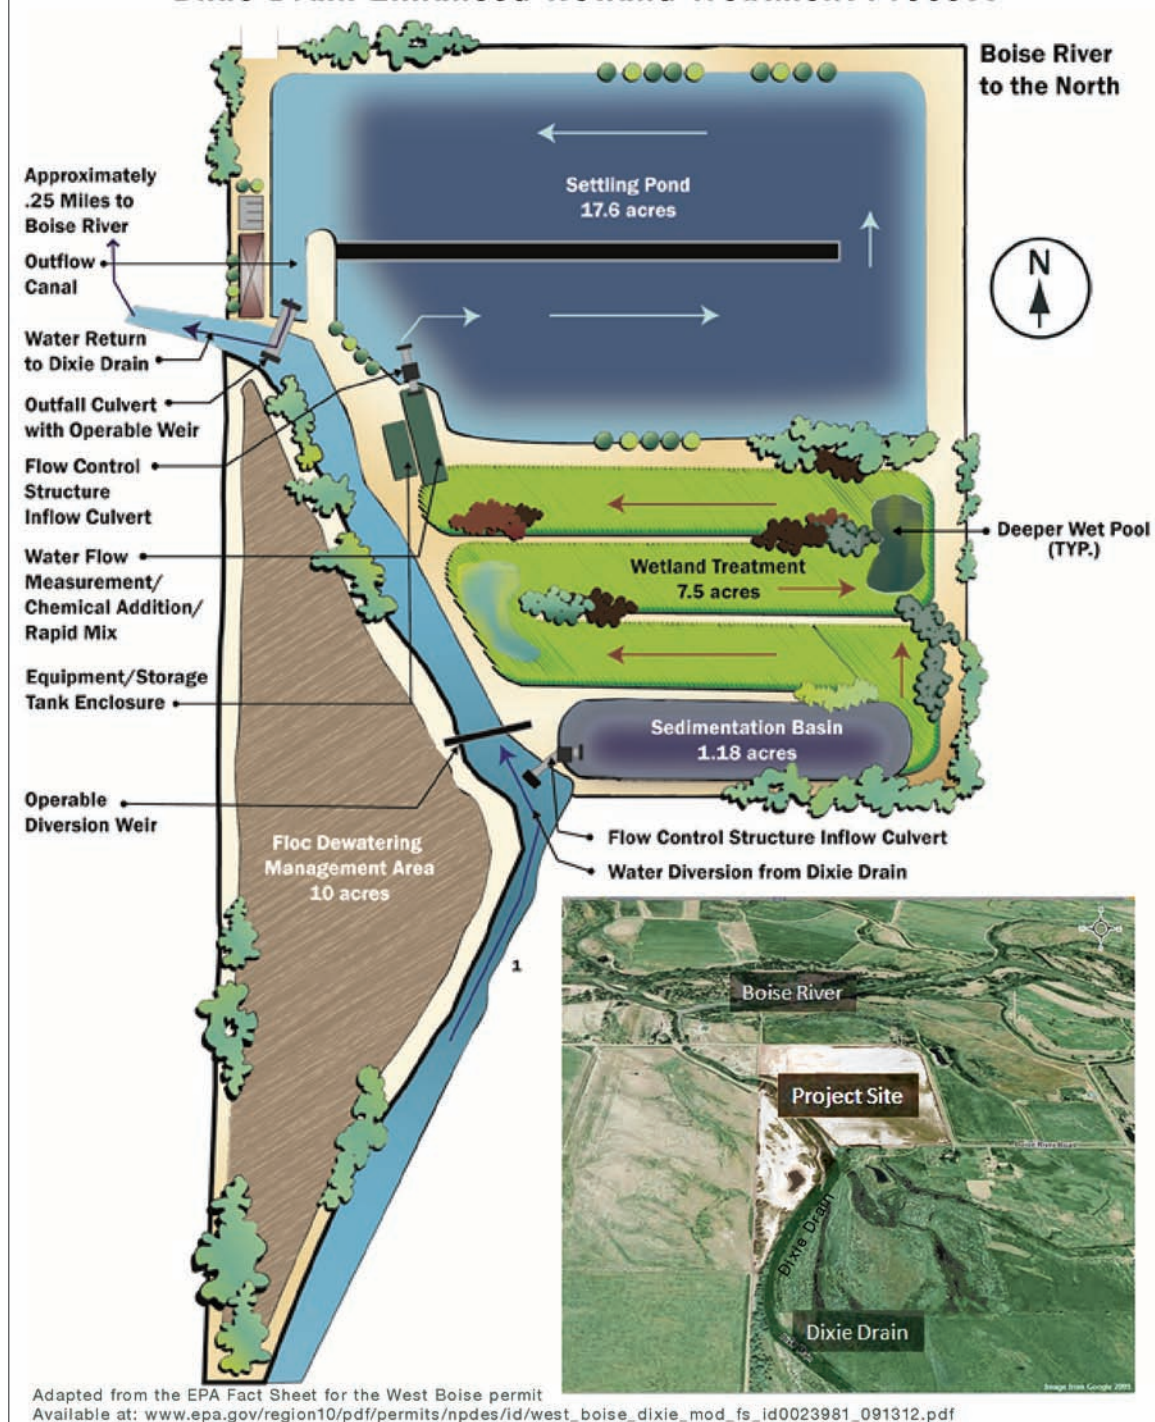 Boise River
to the North
Settling Pond
17.6 acres
Approximately
.25 Miles to
Boise River
Outflow
Canal
N
Water Return
to Dixie Drain
Outfall Culvert
with Operable Weir
Flow Control
Structure
Inflow Culvert
Deeper Wet Pool
(TYP.)
Water Flow
Measurement/
Chemical Addition/
Rapid Mix
Wetland Treatment
7.5 acres
Equipment/Storage
Tank Enclosure
Sedimentation Basin
1.18 acres
Operable
Diversion Weir
Floc Dewatering
Management Area
10 acres
Flow Control Structure Inflow Culvert
Water Diversion from Dixie Drain
1
Boise River
Project Site
Dixie Drain
Dixie Drain
Image from Google 2005
Adapted from the EPA Fact Sheet for the West Boise permit
Available at: www.epa.gov/region10/pdf/permits/npdes/id/west_boise_dixie_mod_fs_id0023981_091312.pdf